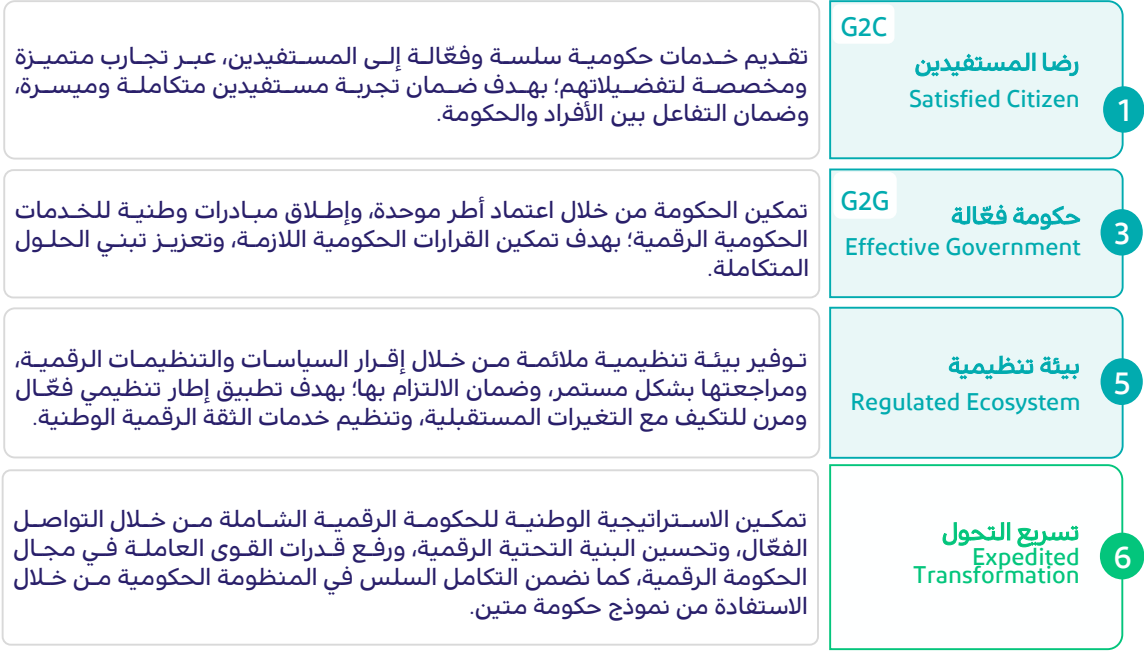 G2C
رضا المستفيدين
Satisfied Citizen
1
تقديم خدمات حكومية سلسة وفعّالة إلى المستفيدين، عبر تجارب متميزة
ومخصصة لتفضيلاتهم؛ بهدف ضمان تجربة مستفيدين متكاملة وميسرة،
وضمان التفاعل بين الأفراد والحكومة.
G2G
حكومة فعّالة
Effective Government
3
تمكين الحكومة من خلال اعتماد أطر موحدة، وإطلاق مبادرات وطنية للخدمات
الحكومية الرقمية؛ بهدف تمكين القرارات الحكومية اللازمة، وتعزيز تبني الحلول
المتكاملة.
بيئة تنظيمية
Regulated Ecosystem
5
توفير بيئة تنظيمية ملائمة من خلال إقرار السياسات والتنظيمات الرقمية،
ومراجعتها بشكل مستمر، وضمان الالتزام بها؛ بهدف تطبيق إطار تنظيمي فعّال
ومرن للتكيف مع التغيرات المستقبلية، وتنظيم خدمات الثقة الرقمية الوطنية.
تسريع التحول
Expedited
Transformation
6
تمكين الاستراتيجية الوطنية للحكومة الرقمية الشاملة من خلال التواصل
الفعّال، وتحسين البنية التحتية الرقمية، ورفع قدرات القوى العاملة في مجال
الحكومة الرقمية، كما نضمن التكامل السلس في المنظومة الحكومية من خلال
الاستفادة من نموذج حكومة متين.